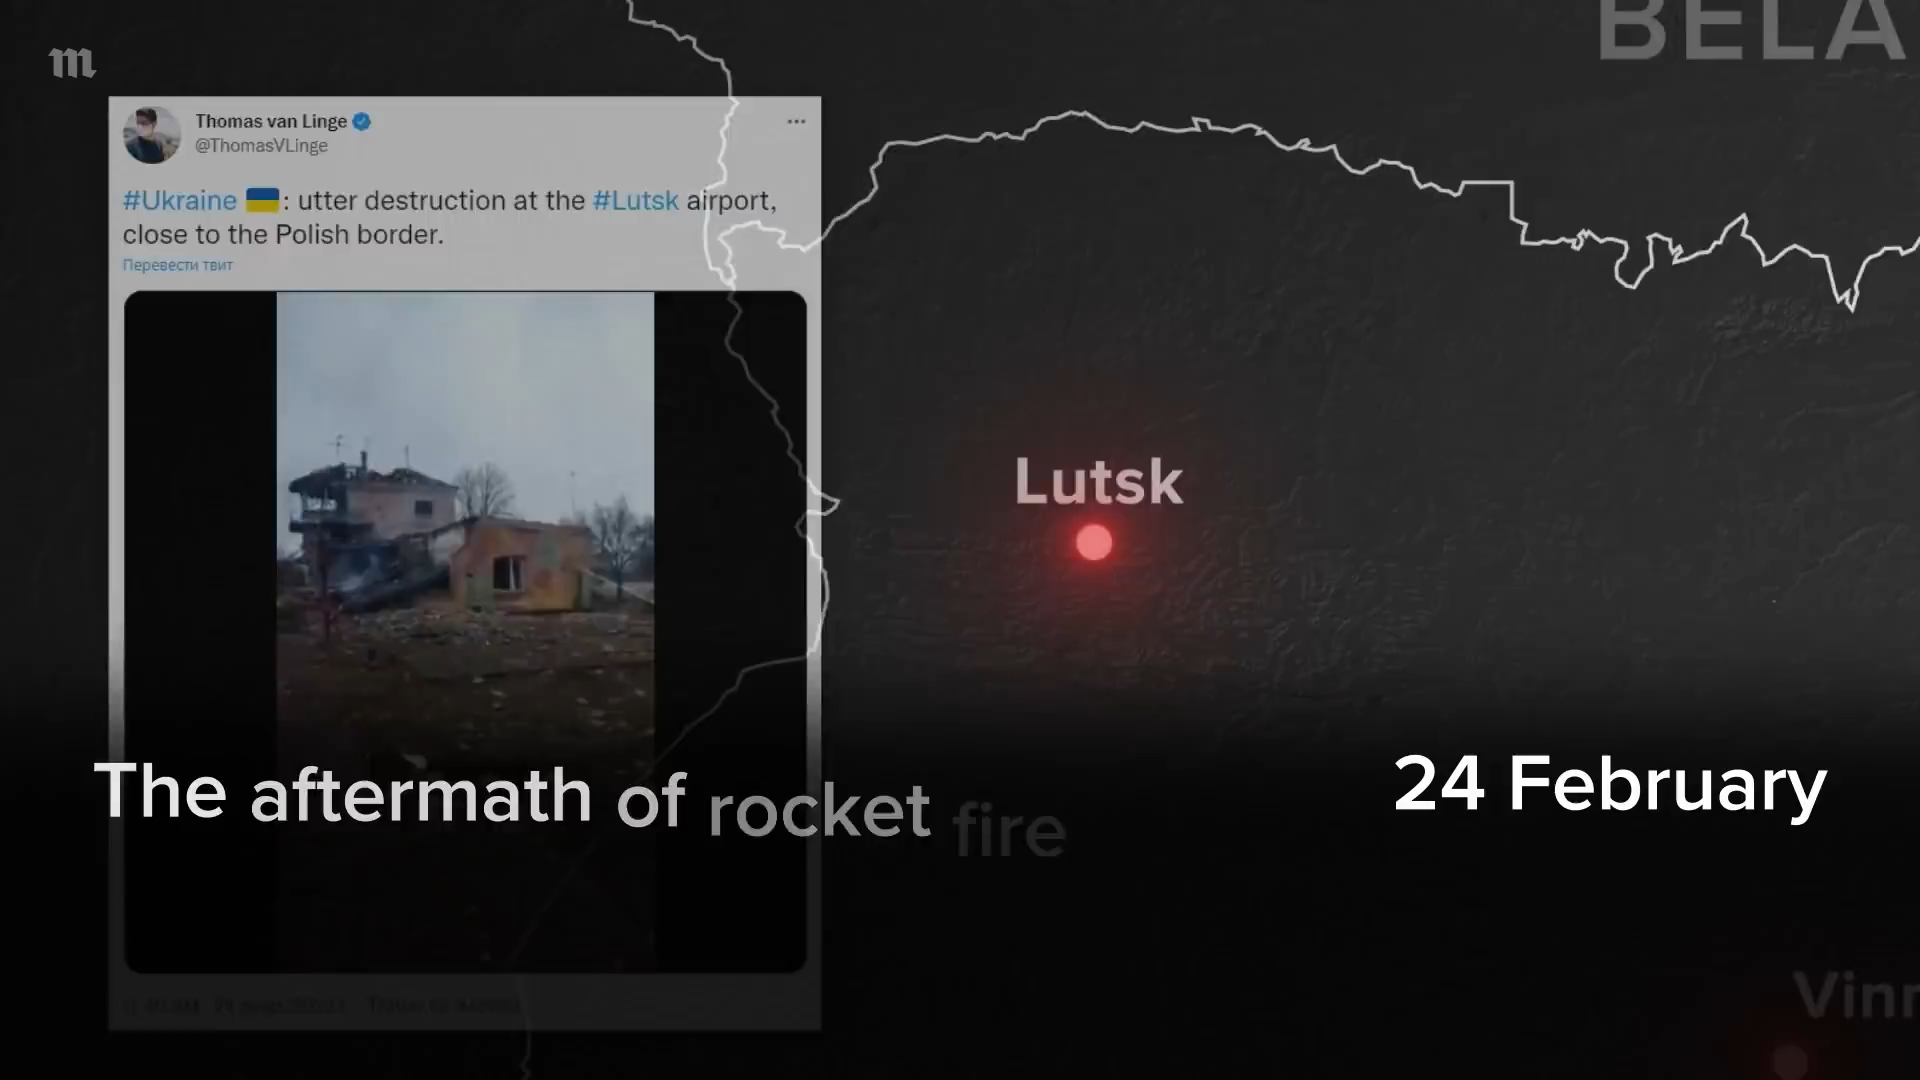 m
BELA
Thomas van Linge
@ThomasVLinge
#Ukraine 🇺🇦: utter destruction at the #Lutsk airport,
close to the Polish border.
Перевести твит
Lutsk
The aftermath of rocket fire
24 February
Vinn